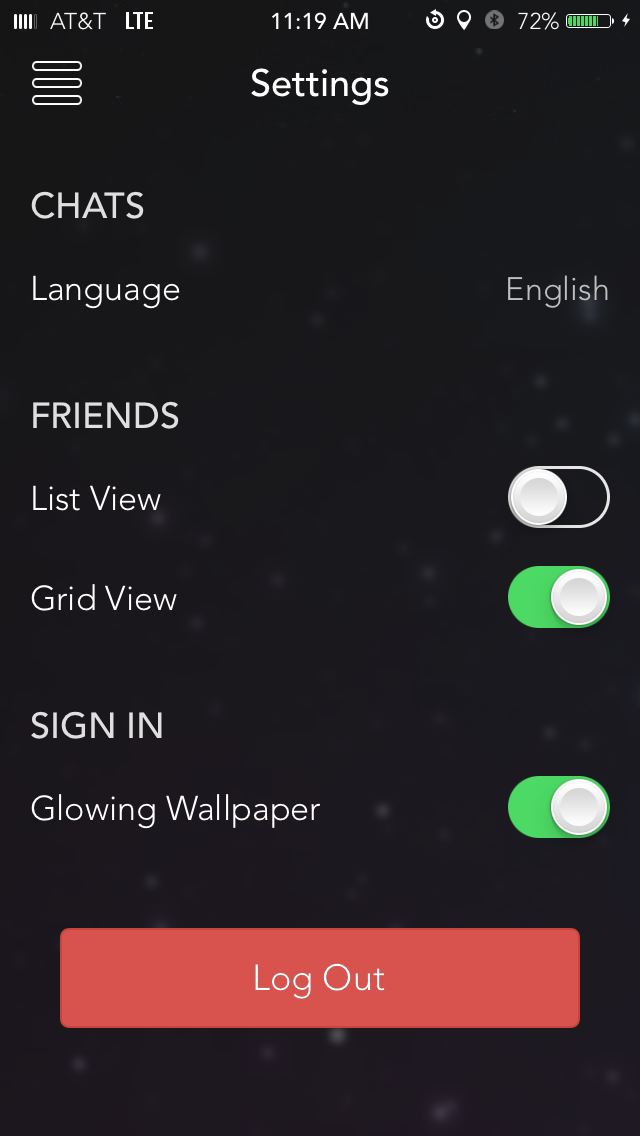 AT&T LTE 11:19 AM 72%
Settings
CHATS
Language English
FRIENDS
List View
Grid View
SIGN IN
Glowing Wallpaper
Log Out